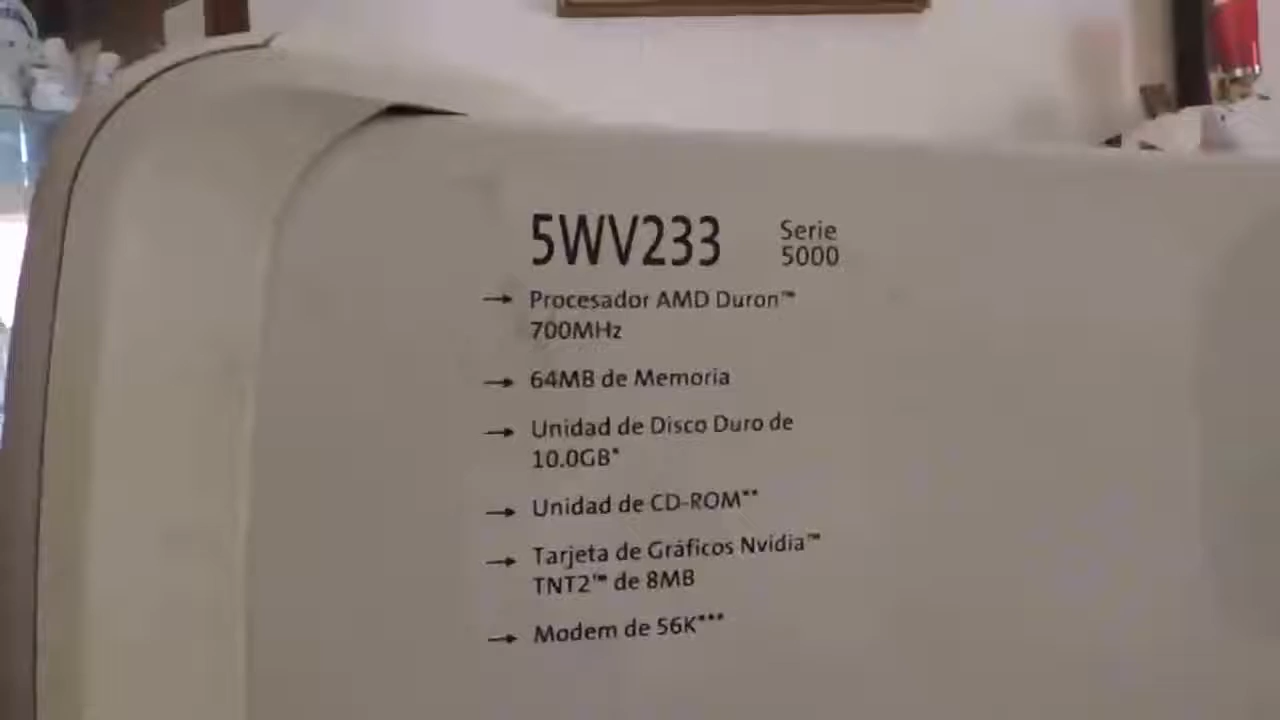 5WV233
Serie
5000
→ Procesador AMD Duron™
700MHz
→ 64MB de Memoria
→ Unidad de Disco Duro de
10.0GB*
→ Unidad de CD-ROM**
→ Tarjeta de Gráficos Nvidia™
TNT2™ de 8MB
→ Modem de 56K***